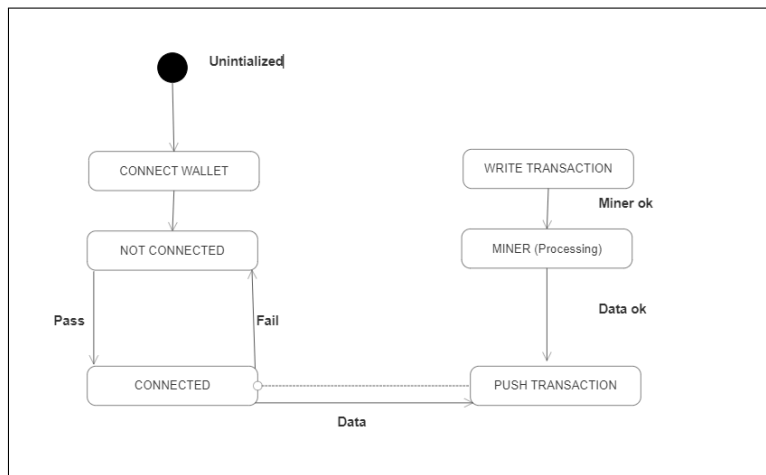 Unintialized
CONNECT WALLET
WRITE TRANSACTION
Miner ok
NOT CONNECTED
MINER (Processing)
Pass
Fail
Data ok
CONNECTED
PUSH TRANSACTION
Data